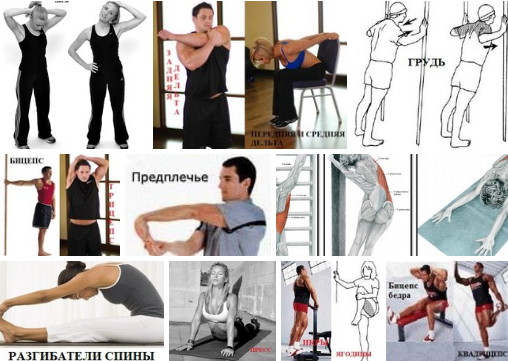 ЗАДНЯЯ
ДЕЛЬТА
ПЕРЕДНЯЯ И СРЕДНЯЯ
ДЕЛЬТА
ГРУДЬ
БИЦЕПС
ТРИЦЕПС
Предплечье
РАЗГИБАТЕЛИ СПИНЫ
ПРЕСС
ИКРЫ
ЯГОДИЦЫ
Бицепс
бедра
КВАДРИЦЕПС